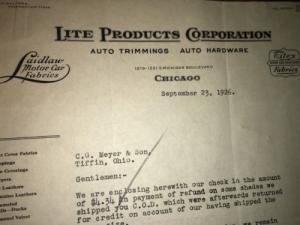 LITE PRODUCTS CORPORATION
AUTO TRIMMINGS AUTO HARDWARE
Laidlaw
Motor Car
Fabrics
Fabrics
CHICAGO
September 23, 1926.
C.G. Meyer & Son,
Tiffin, Ohio.
Gentlemen:-
We are enclosing herewith our check in the amount
of $4.34 in payment of refund on some shades we
shipped you C.O.D. which were afterwards returned
for credit on account of our having shipped the
Leathers